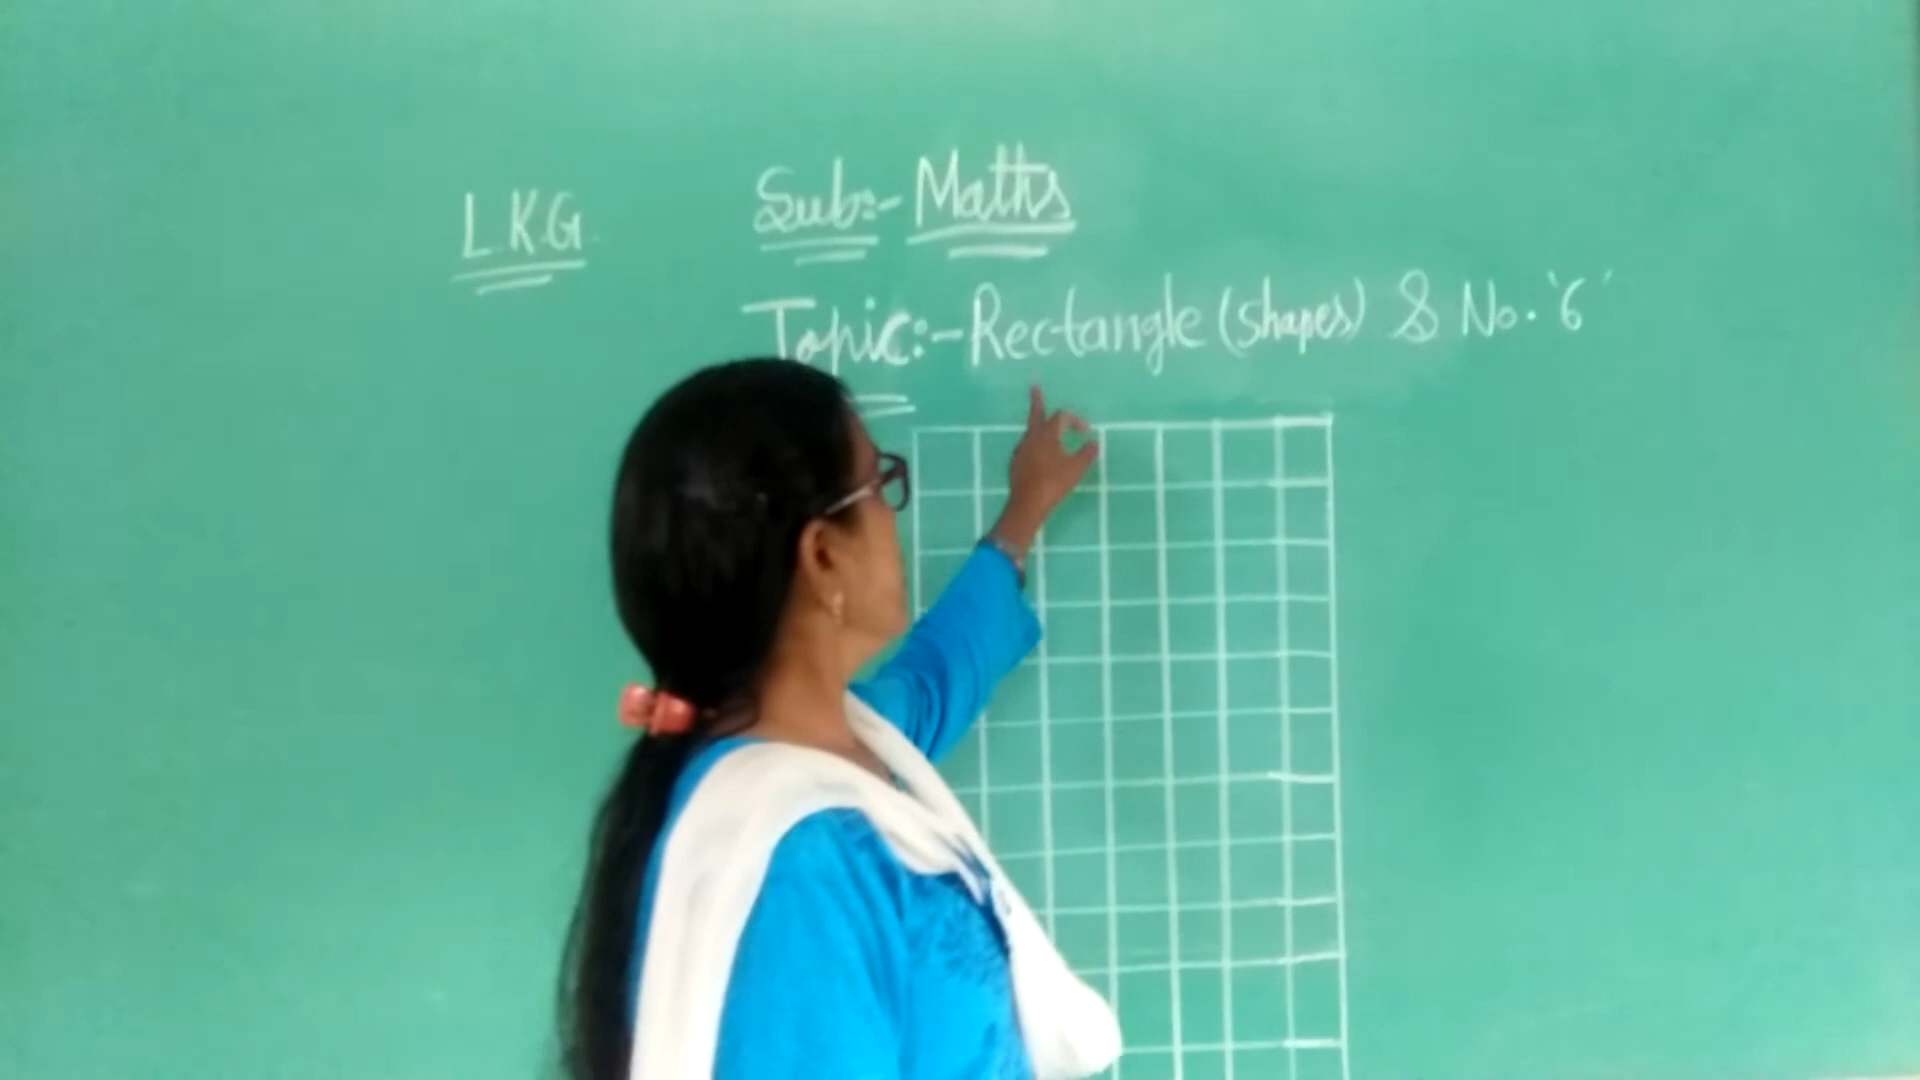 L.K.G.
Sub:- Maths
Topic:- Rectangle (shapes) & No. '6'